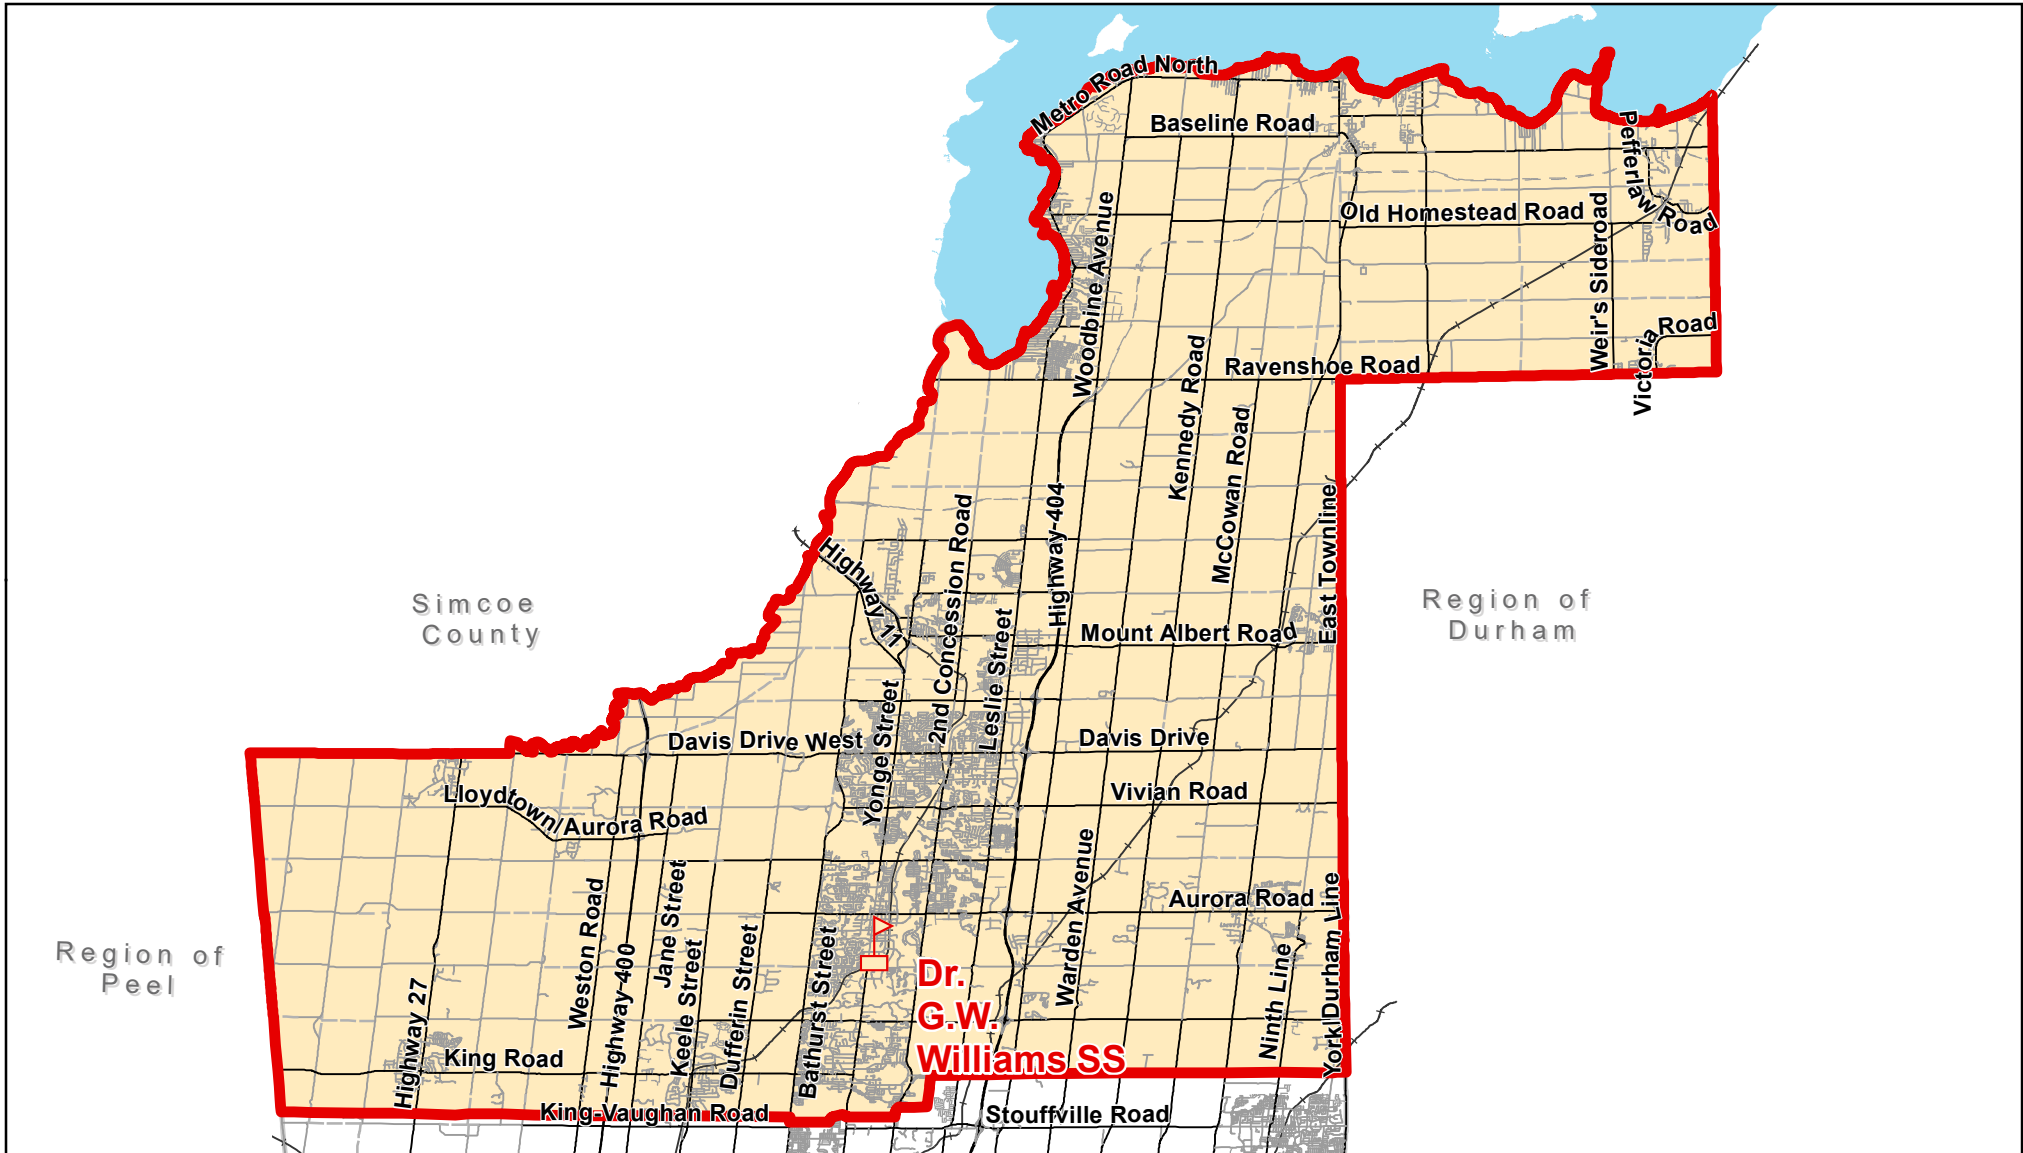 Metro Road North
Baseline Road
Pefferlaw Road
Old Homestead Road
Woodbine Avenue
Weir's Sideroad
Victoria Road
Ravenshoe Road
Kennedy Road
McCowan Road
Highway 404
East Townline
2nd Concession Road
Highway 11
Leslie Street
Simcoe
County
Region of
Durham
Mount Albert Road
Yonge Street
Davis Drive West
Davis Drive
Vivian Road
Lloydtown/Aurora Road
Warden Avenue
Aurora Road
York/Durham Line
Weston Road
Jane Street
Highway 400
Keele Street
Dufferin Street
Bathurst Street
Ninth Line
Region of
Peel
Highway 27
Dr.
G.W.
Williams SS
King Road
King-Vaughan Road
Stouffville Road